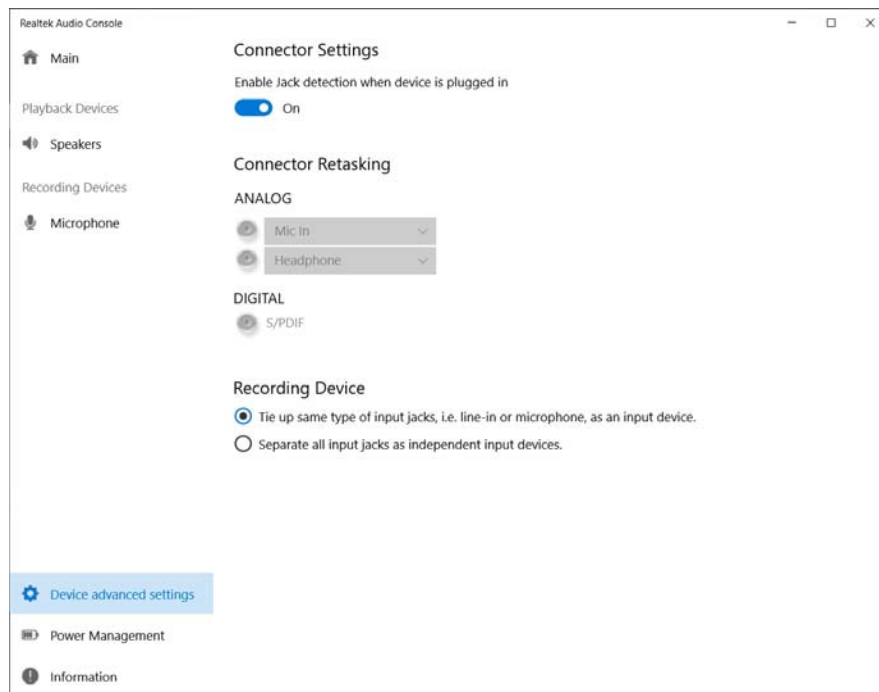 Realtek Audio Console
Main
Playback Devices
Speakers
Recording Devices
Microphone
Device advanced settings
Power Management
Information
Connector Settings
Enable Jack detection when device is plugged in
On
Connector Retasking
ANALOG
Mic In
Headphone
DIGITAL
S/PDIF
Recording Device
Tie up same type of input jacks, i.e. line-in or microphone, as an input device.
Separate all input jacks as independent input devices.